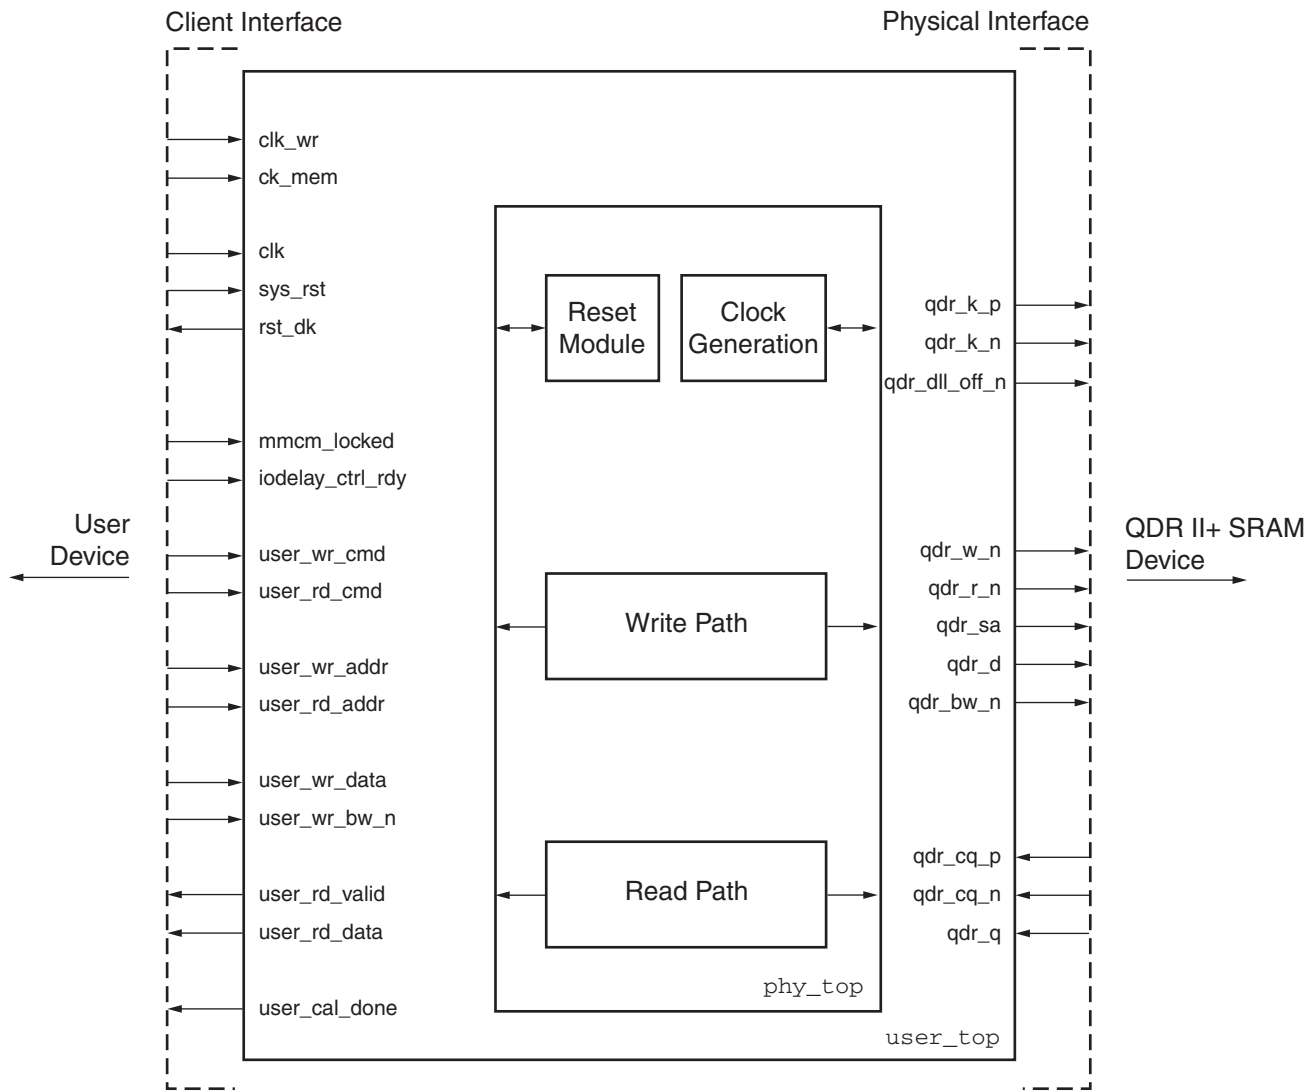 Client Interface
Physical Interface
clk_wr
ck_mem
clk
sys_rst
rst_dk
mmcm_locked
iodelay_ctrl_rdy
user_wr_cmd
user_rd_cmd
user_wr_addr
user_rd_addr
user_wr_data
user_wr_bw_n
user_rd_valid
user_rd_data
user_cal_done
User
Device
Reset
Module
Clock
Generation
Write Path
Read Path
phy_top
user_top
qdr_k_p
qdr_k_n
qdr_dll_off_n
qdr_w_n
qdr_r_n
qdr_sa
qdr_d
qdr_bw_n
qdr_cq_p
qdr_cq_n
qdr_q
QDR II+ SRAM
Device